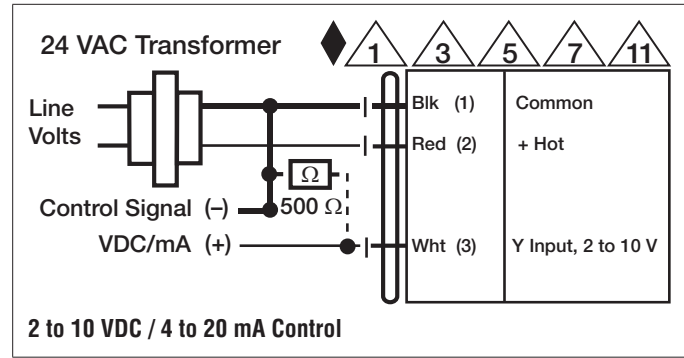 24 VAC Transformer
1 3 5 7 11
Line
Volts
Blk (1) Common
Red (2) + Hot
Ω
500 Ω
Control Signal (–)
VDC/mA (+)
Wht (3) Y Input, 2 to 10 V
2 to 10 VDC / 4 to 20 mA Control